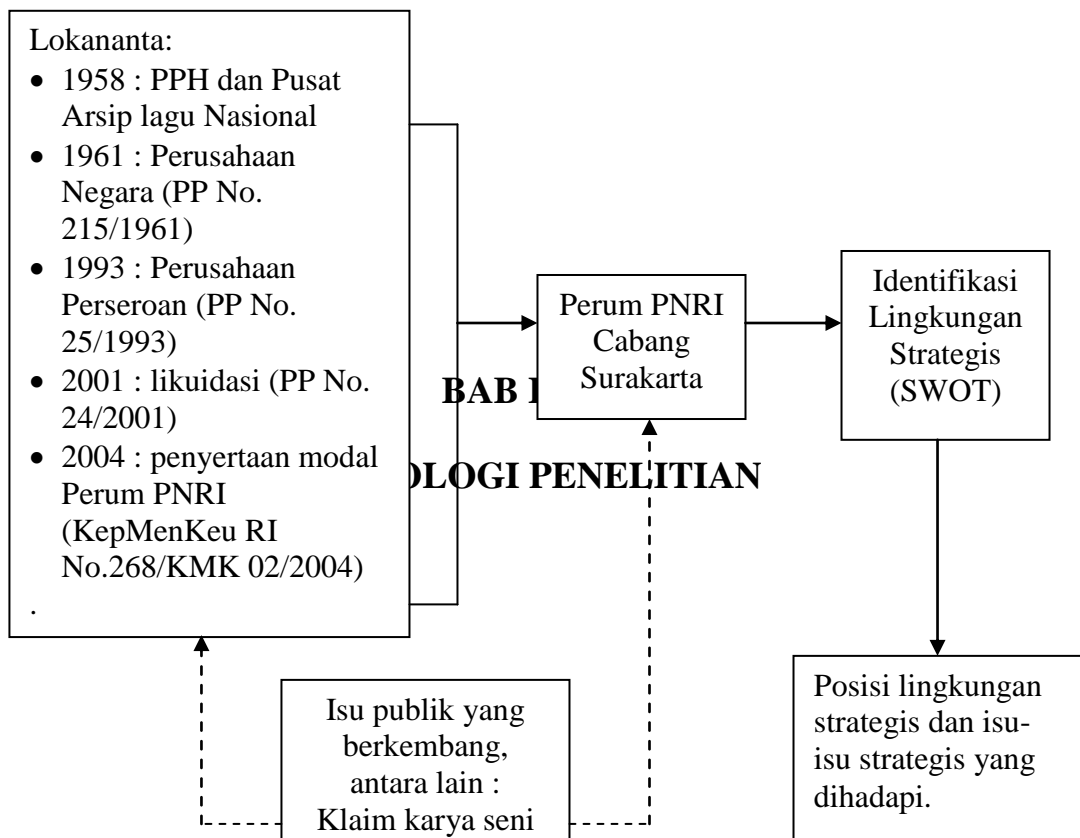 Lokananta:
• 1958 : PPH dan Pusat
Arsip lagu Nasional
• 1961 : Perusahaan
Negara (PP No.
215/1961)
• 1993 : Perusahaan
Perseroan (PP No.
25/1993)
• 2001 : likuidasi (PP No.
24/2001)
• 2004 : penyertaan modal
Perum PNRI
(KepMenKeu RI
No.268/KMK 02/2004)
.
Perum PNRI
Cabang
Surakarta
Identifikasi
Lingkungan
Strategis
(SWOT)
BAB
OLOGI PENELITIAN
Isu publik yang
berkembang,
antara lain :
Klaim karya seni
Posisi lingkungan
strategis dan isu-
isu strategis yang
dihadapi.